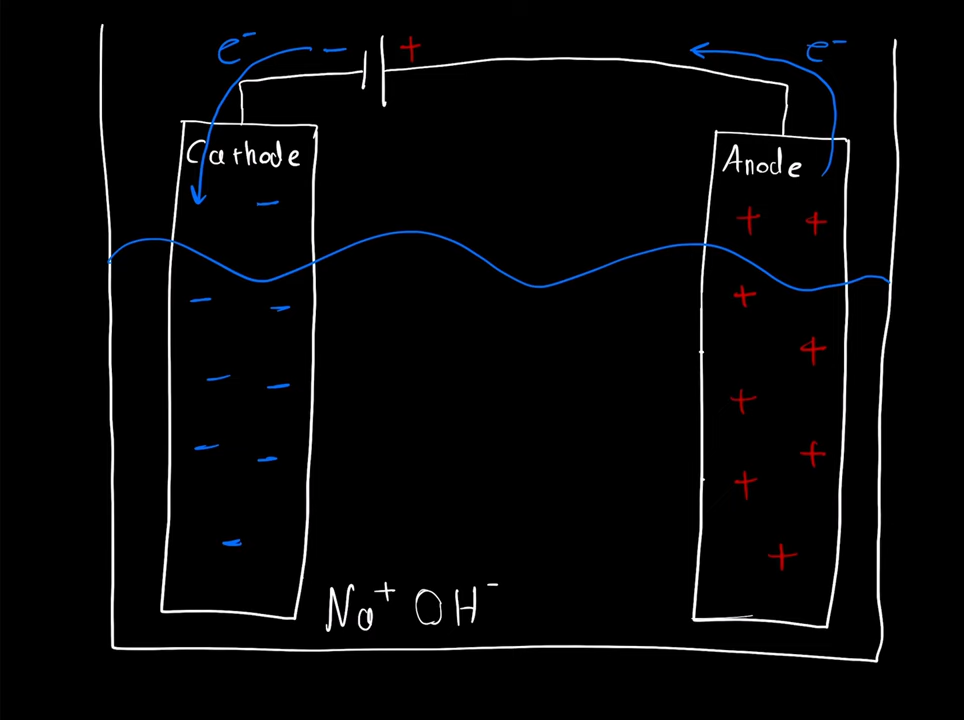 e⁻ − + e⁻
Cathode Anode
− + +
− − +
+
− − +
− − +
+
− +
Na⁺ OH⁻